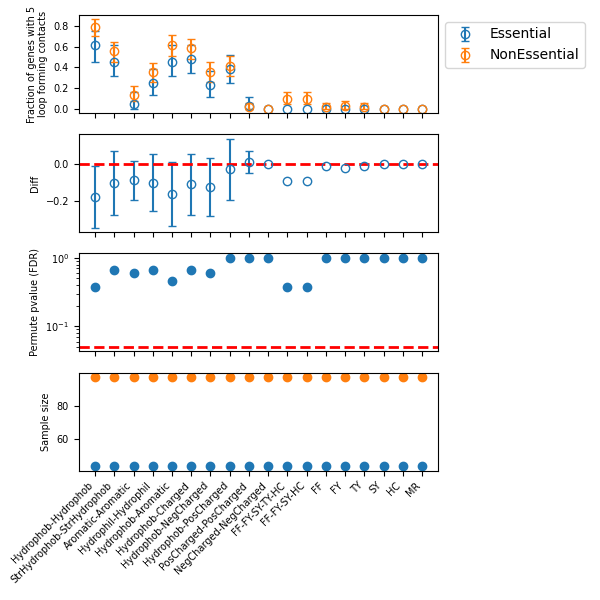 Fraction of genes with 5
loop forming contacts
0.8
0.6
0.4
0.2
0.0
Essential
NonEssential
Diff
0.0
−0.2
Permute pvalue (FDR)
10⁰
10⁻¹
Sample size
80
60
Hydrophob-Hydrophob
StrHydrophob-StrHydrophob
Aromatic-Aromatic
Hydrophil-Hydrophil
Hydrophob-Aromatic
Hydrophob-Charged
Hydrophob-NegCharged
Hydrophob-PosCharged
PosCharged-PosCharged
NegCharged-NegCharged
FF-FY-SY-TY-HC
FF-FY-SY-HC
FF
FY
TY
SY
HC
MR